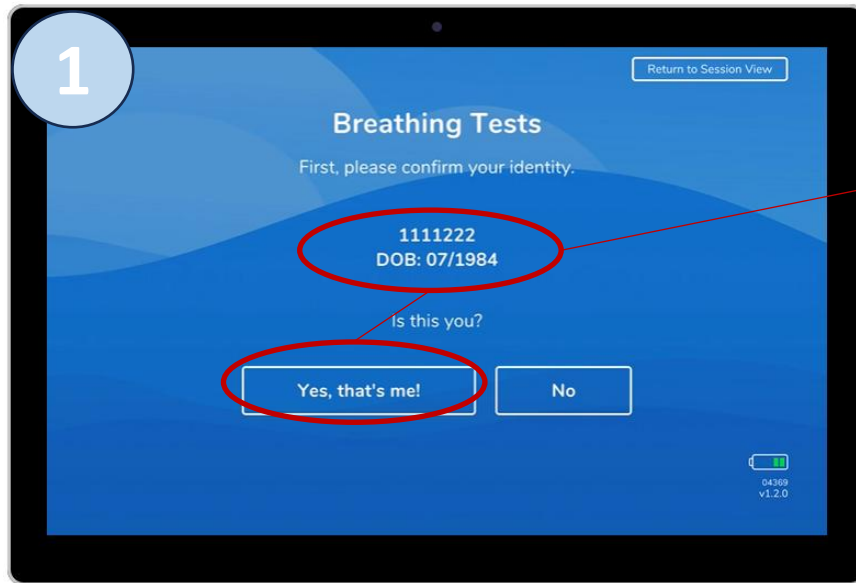 1
Return to Session View
Breathing Tests
First, please confirm your identity.
1111222
DOB: 07/1984
Is this you?
Yes, that's me!
No
04369
v1.2.0